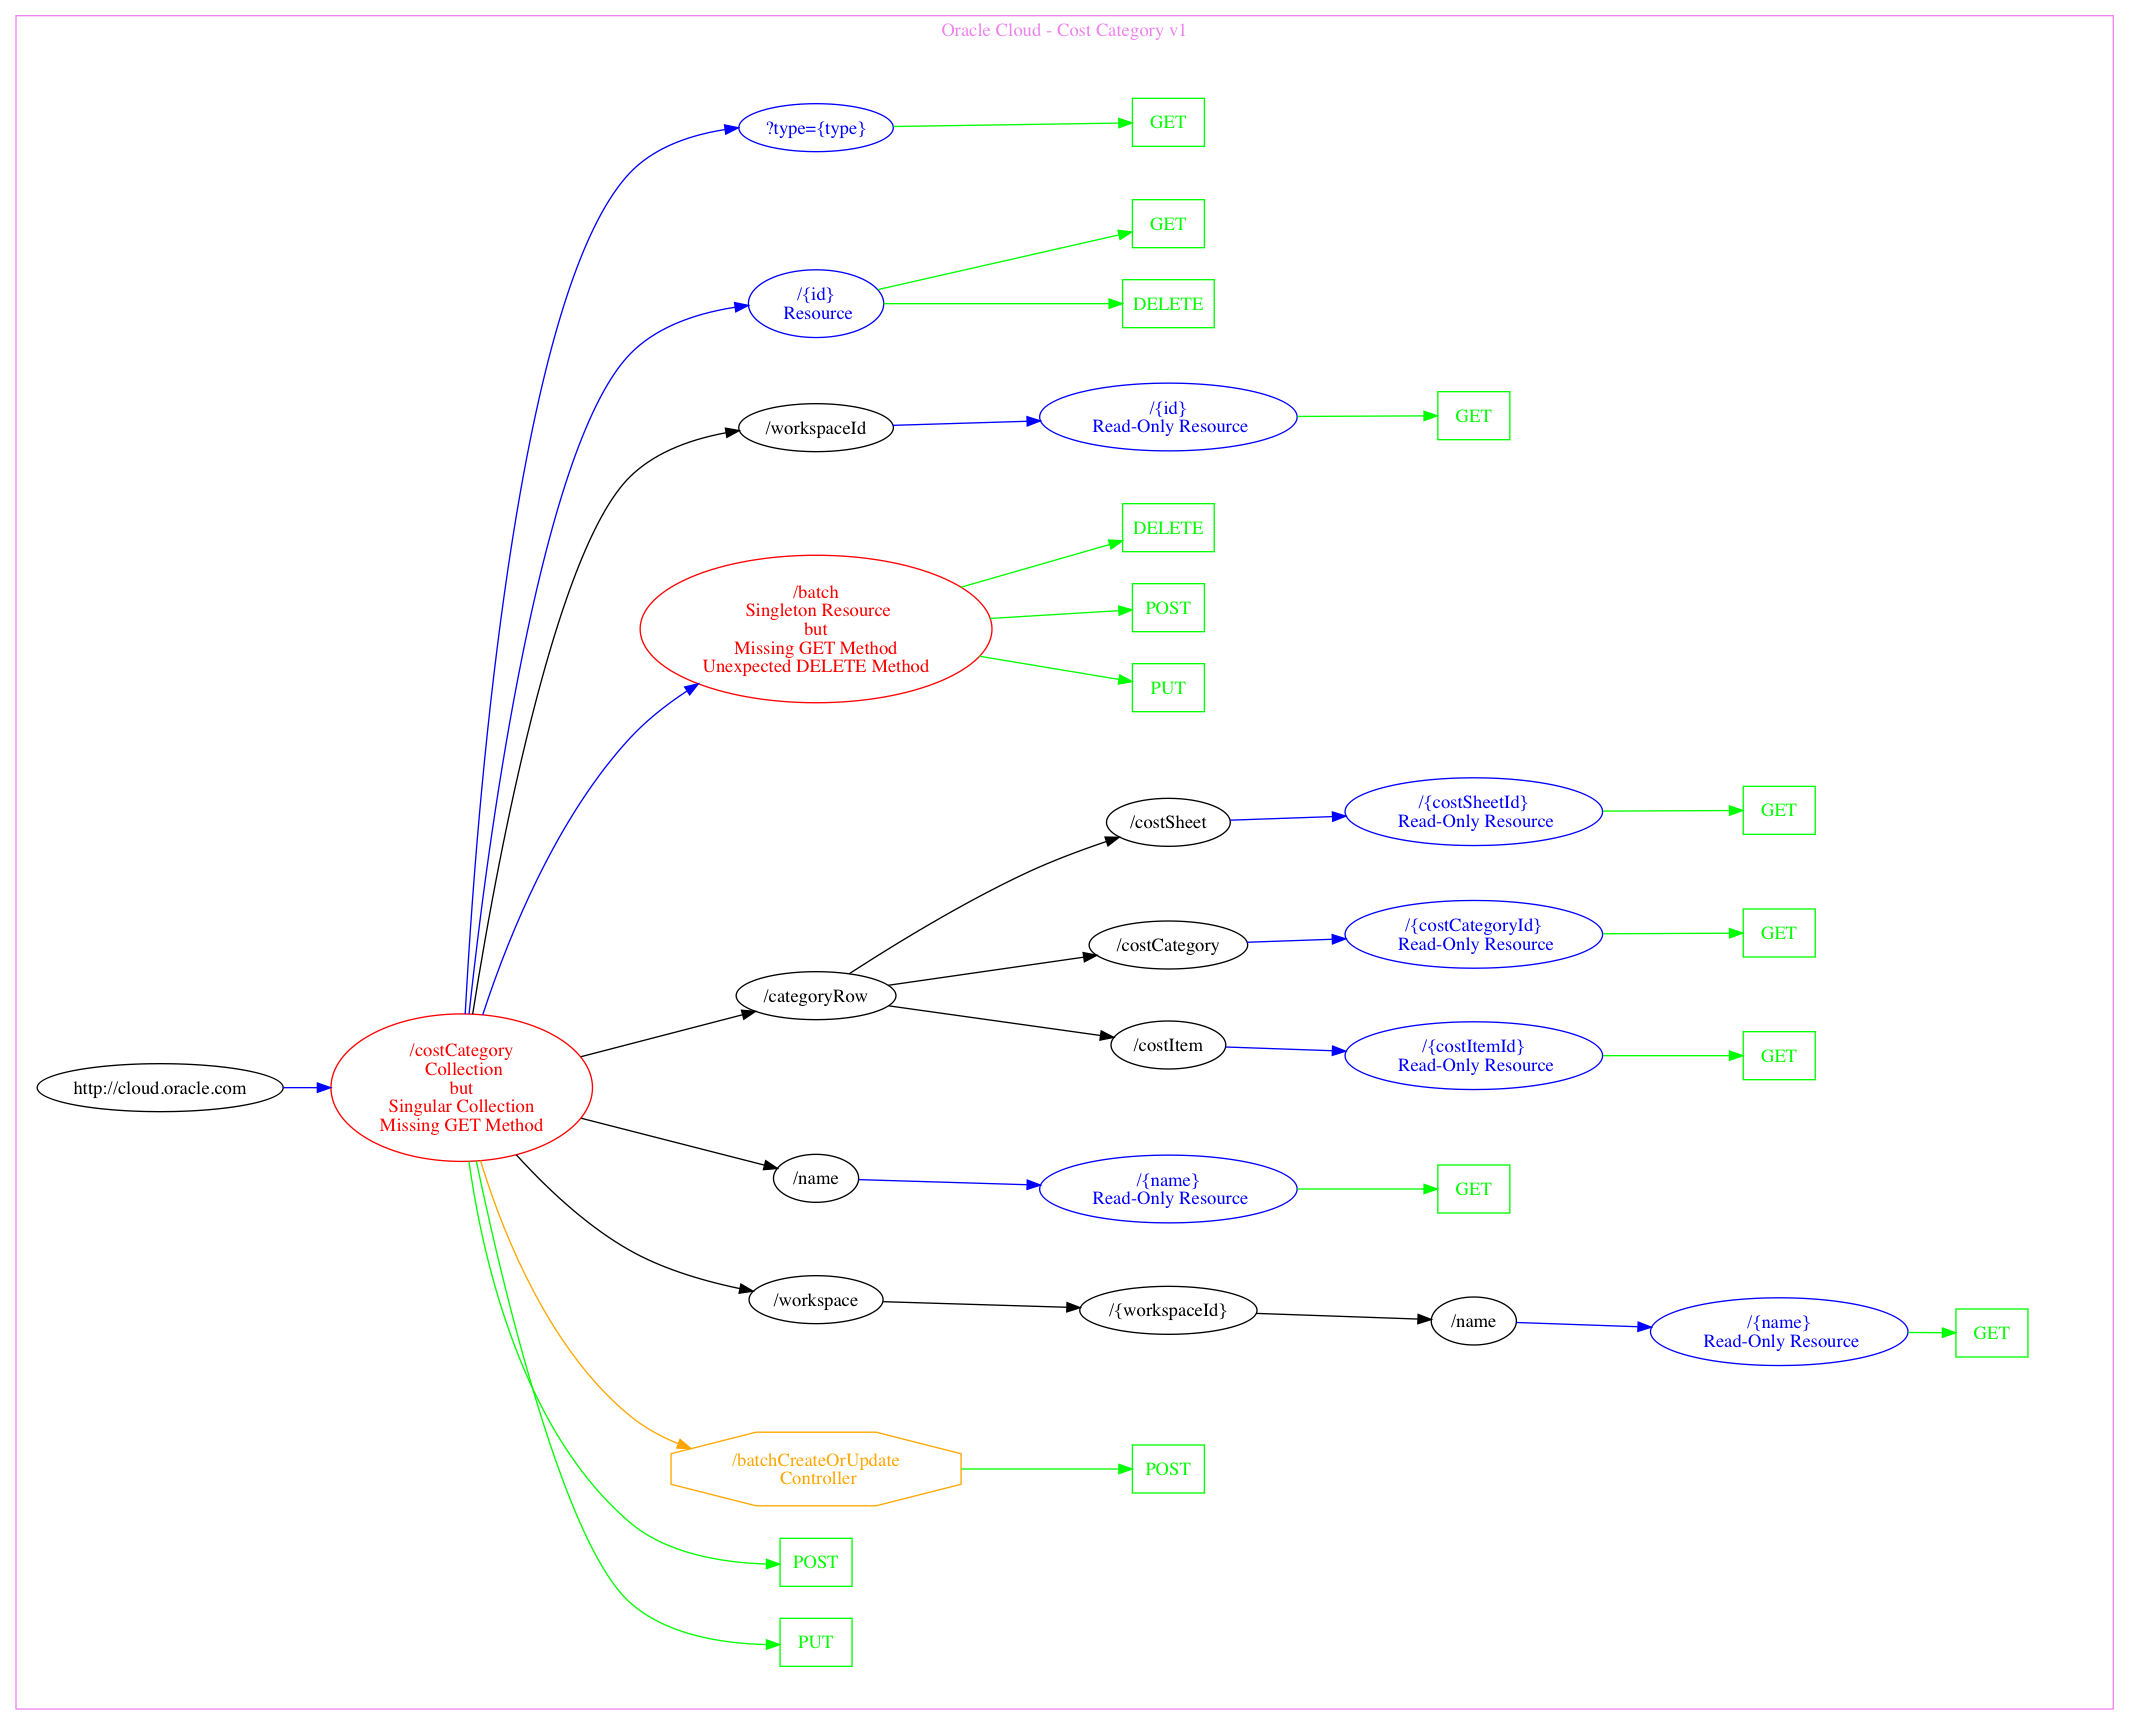 Oracle Cloud - Cost Category v1
?type={type}
GET
/{id}
Resource
GET
DELETE
/workspaceId
/{id}
Read-Only Resource
GET
/batch
Singleton Resource
but
Missing GET Method
Unexpected DELETE Method
DELETE
POST
PUT
http://cloud.oracle.com
/costCategory
Collection
but
Singular Collection
Missing GET Method
/categoryRow
/costSheet
/{costSheetId}
Read-Only Resource
GET
/costCategory
/{costCategoryId}
Read-Only Resource
GET
/costItem
/{costItemId}
Read-Only Resource
GET
/name
/{name}
Read-Only Resource
GET
/workspace
/{workspaceId}
/name
/{name}
Read-Only Resource
GET
/batchCreateOrUpdate
Controller
POST
POST
PUT